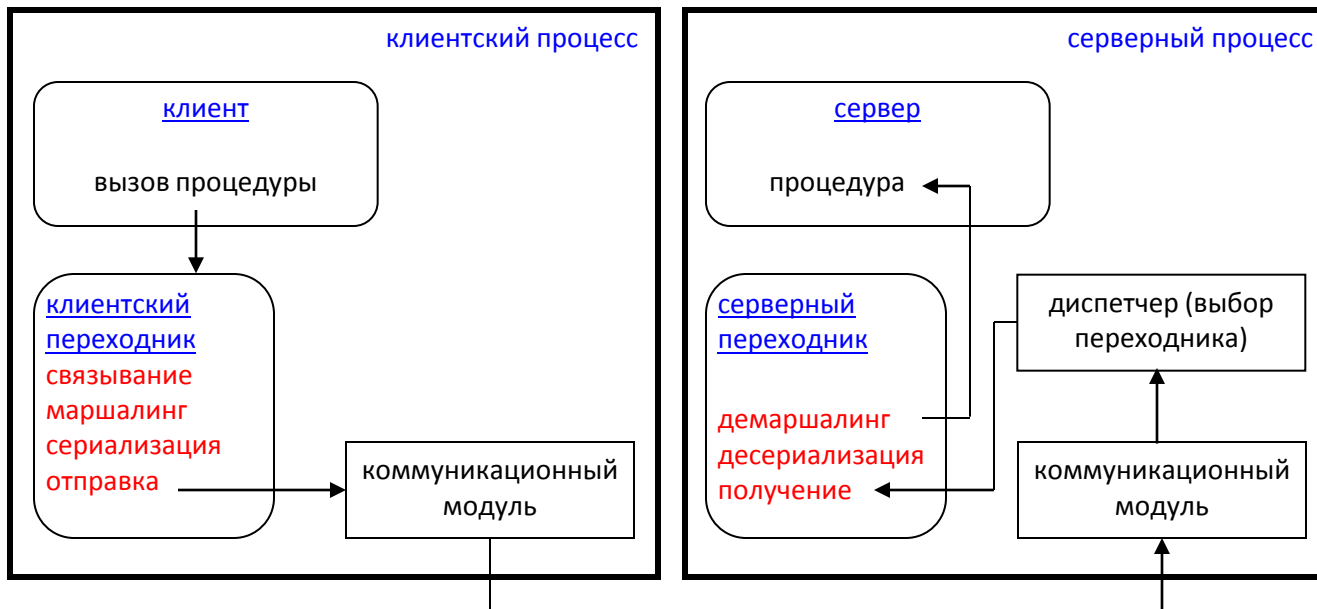 клиентский процесс
клиент
вызов процедуры
клиентский
переходник
связывание
маршалинг
сериализация
отправка
коммуникационный
модуль
серверный процесс
сервер
процедура
серверный
переходник
демаршалинг
десериализация
получение
диспетчер (выбор
переходника)
коммуникационный
модуль